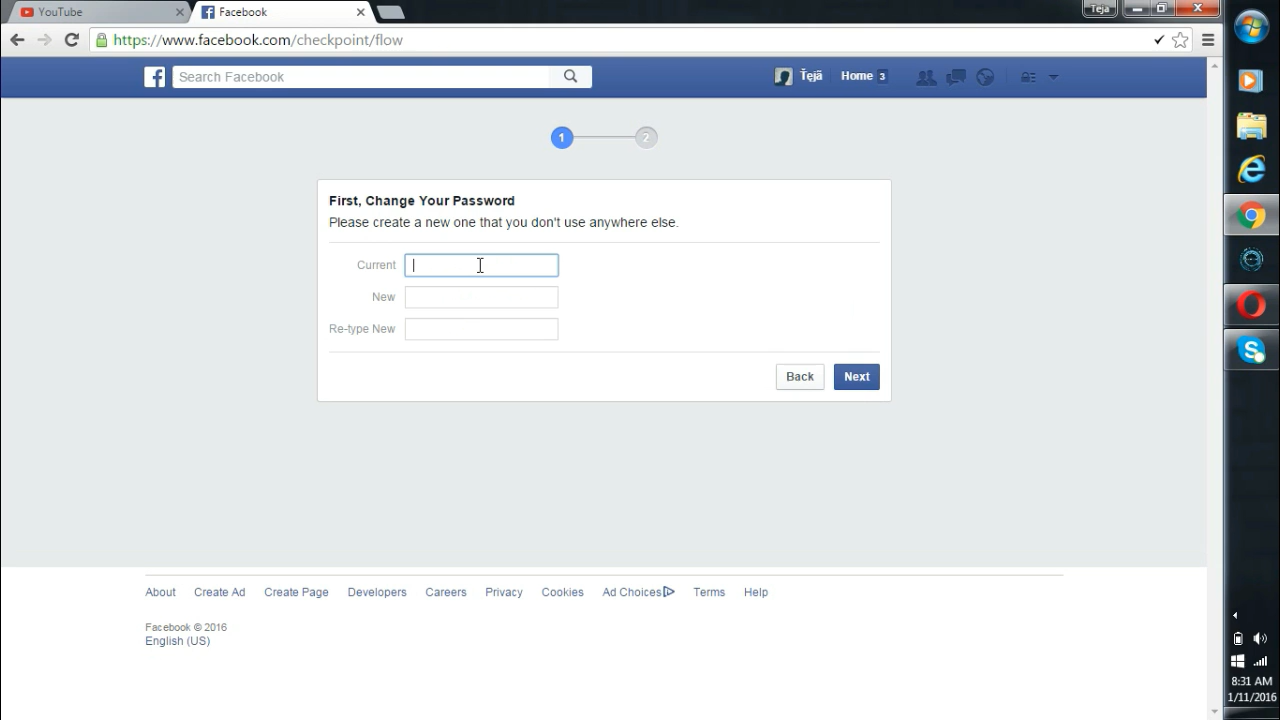 YouTube
Facebook
Teja
https://www.facebook.com/checkpoint/flow
Search Facebook
Ťęjā
Home 3
1
2
First, Change Your Password
Please create a new one that you don't use anywhere else.
Current
New
Re-type New
Back
Next
About Create Ad Create Page Developers Careers Privacy Cookies Ad Choices Terms Help
Facebook © 2016
English (US)
8:31 AM
1/11/2016